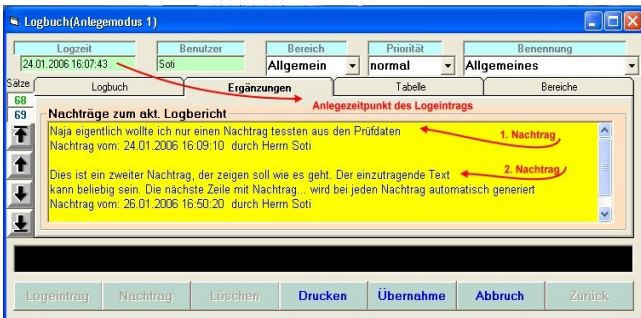 Logbuch(Anlegemodus 1)
Logzeit Benutzer Bereich Priorität Benennung
24.01.2006 16:07:43 Soti Allgemein normal Allgemeines
Sätze Logbuch Ergänzungen Tabelle Bereiche
68
69
Anlegezeitpunkt des Logeintrags
Nachträge zum akt. Logbericht
Naja eigentlich wollte ich nur einen Nachtrag tessten aus den Prüfdaten
1. Nachtrag
Nachtrag vom: 24.01.2006 16:09:10 durch Herrn Soti
Dies ist ein zweiter Nachtrag, der zeigen soll wie es geht. Der einzutragende Text
2. Nachtrag
kann beliebig sein. Die nächste Zeile mit Nachtrag... wird bei jeden Nachtrag automatisch generiert
Nachtrag vom: 26.01.2006 16:50:20 durch Herrn Soti
Logeintrag Nachtrag Löschen Drucken Übernahme Abbruch Zurück